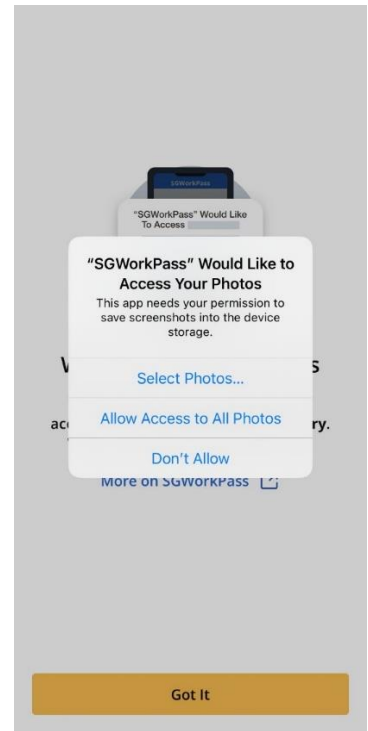 SGWorkPass
"SGWorkPass" Would Like
To Access
"SGWorkPass" Would Like to
Access Your Photos
This app needs your permission to
save screenshots into the device
storage.
Select Photos...
Allow Access to All Photos
Don't Allow
More on SGWorkPass
Got It